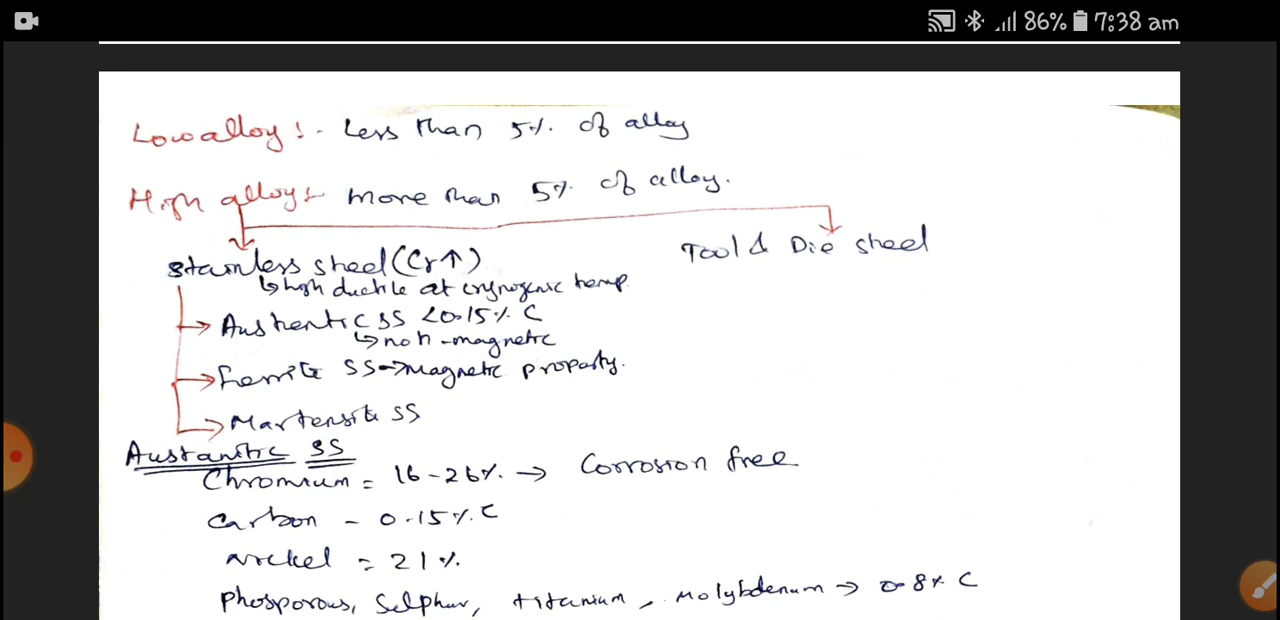 86% 7:38 am
Low alloy :- Less than 5% of alloy
High alloy :- more than 5% of alloy.
Stainless steel (Cr↑)
Tool & Die steel
↳ high ductile at crynogenic temp
→ Austentic SS <0.15% C
↳ non-magnetic
→ Ferrite SS → magnetic property.
→ Martensite SS
Austanitic SS
Chromium = 16-26% → Corrosion free
Carbon - 0.15% C
Nickel = 21%
Phosporous, Sulphur, titanium, Molybdenum → 0.8% C